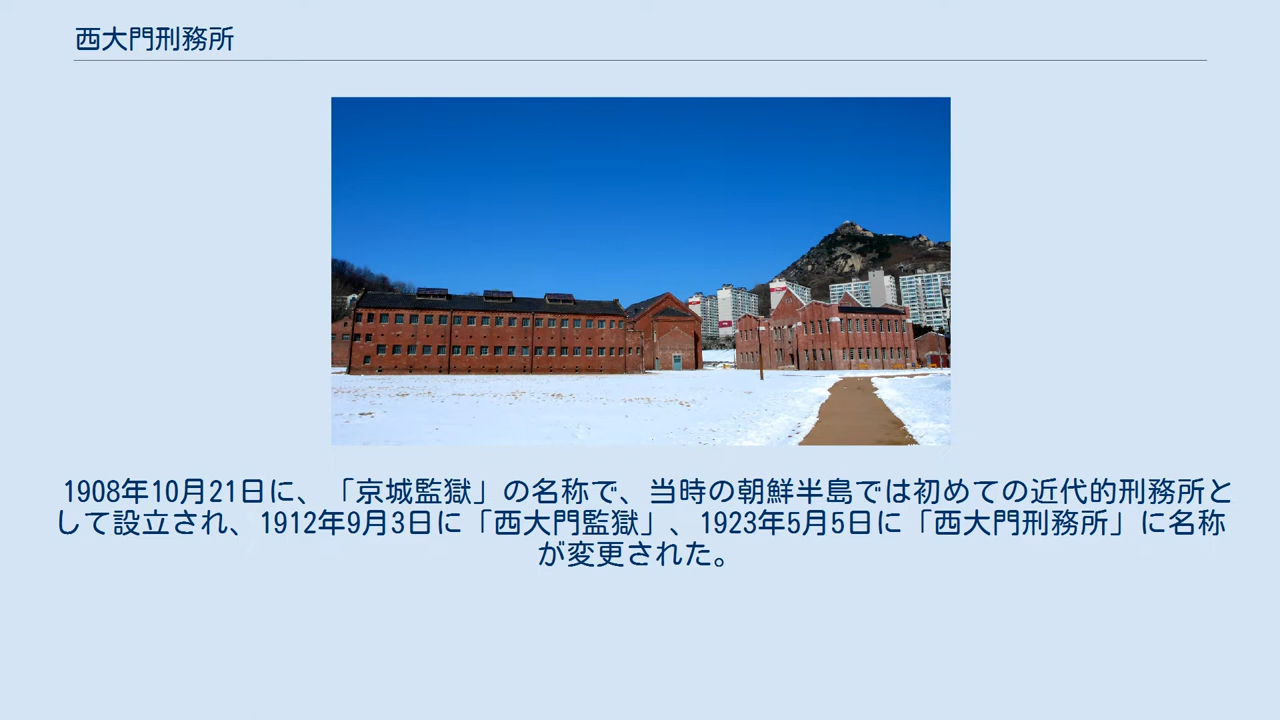 西大門刑務所
1908年10月21日に、「京城監獄」の名称で、当時の朝鮮半島では初めての近代的刑務所と
して設立され、1912年9月3日に「西大門監獄」、1923年5月5日に「西大門刑務所」に名称
が変更された。